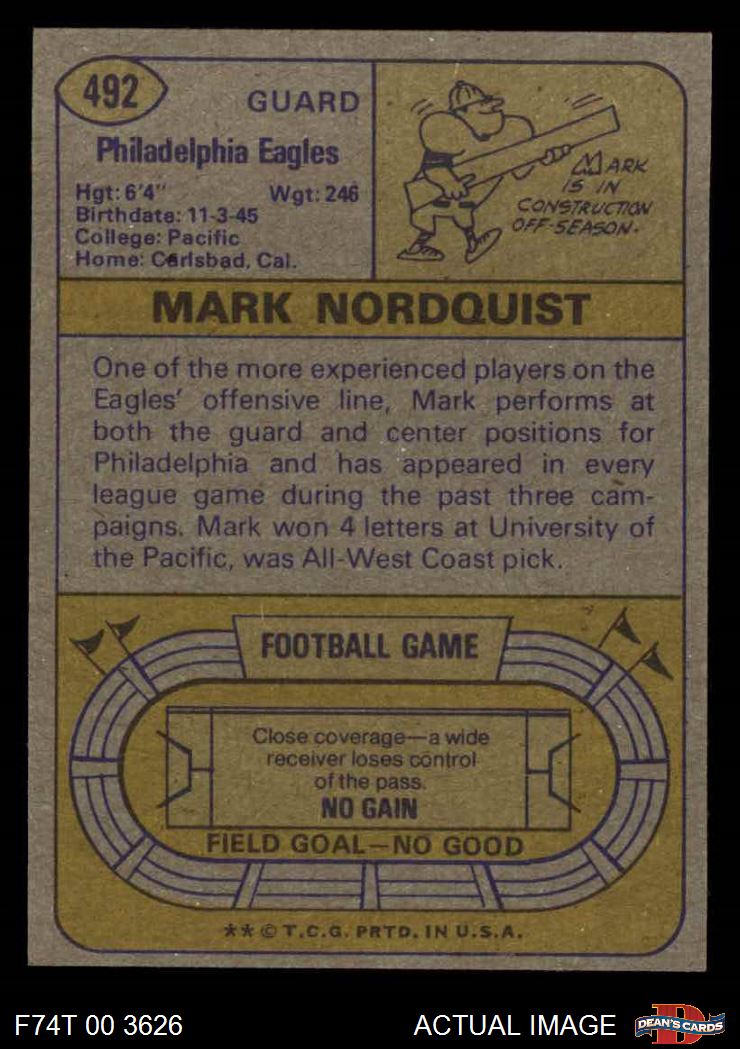 492
GUARD
Philadelphia Eagles
Hgt: 6'4" Wgt: 246
Birthdate: 11-3-45
College: Pacific
Home: Carlsbad, Cal.
MARK
IS IN
CONSTRUCTION
OFF-SEASON.
MARK NORDQUIST
One of the more experienced players on the
Eagles' offensive line, Mark performs at
both the guard and center positions for
Philadelphia and has appeared in every
league game during the past three cam-
paigns. Mark won 4 letters at University of
the Pacific, was All-West Coast pick.
FOOTBALL GAME
Close coverage—a wide
receiver loses control
of the pass.
NO GAIN
FIELD GOAL—NO GOOD
** © T.C.G. PRTD. IN U.S.A.
F74T 00 3626 ACTUAL IMAGE
D
DEAN'S CARDS